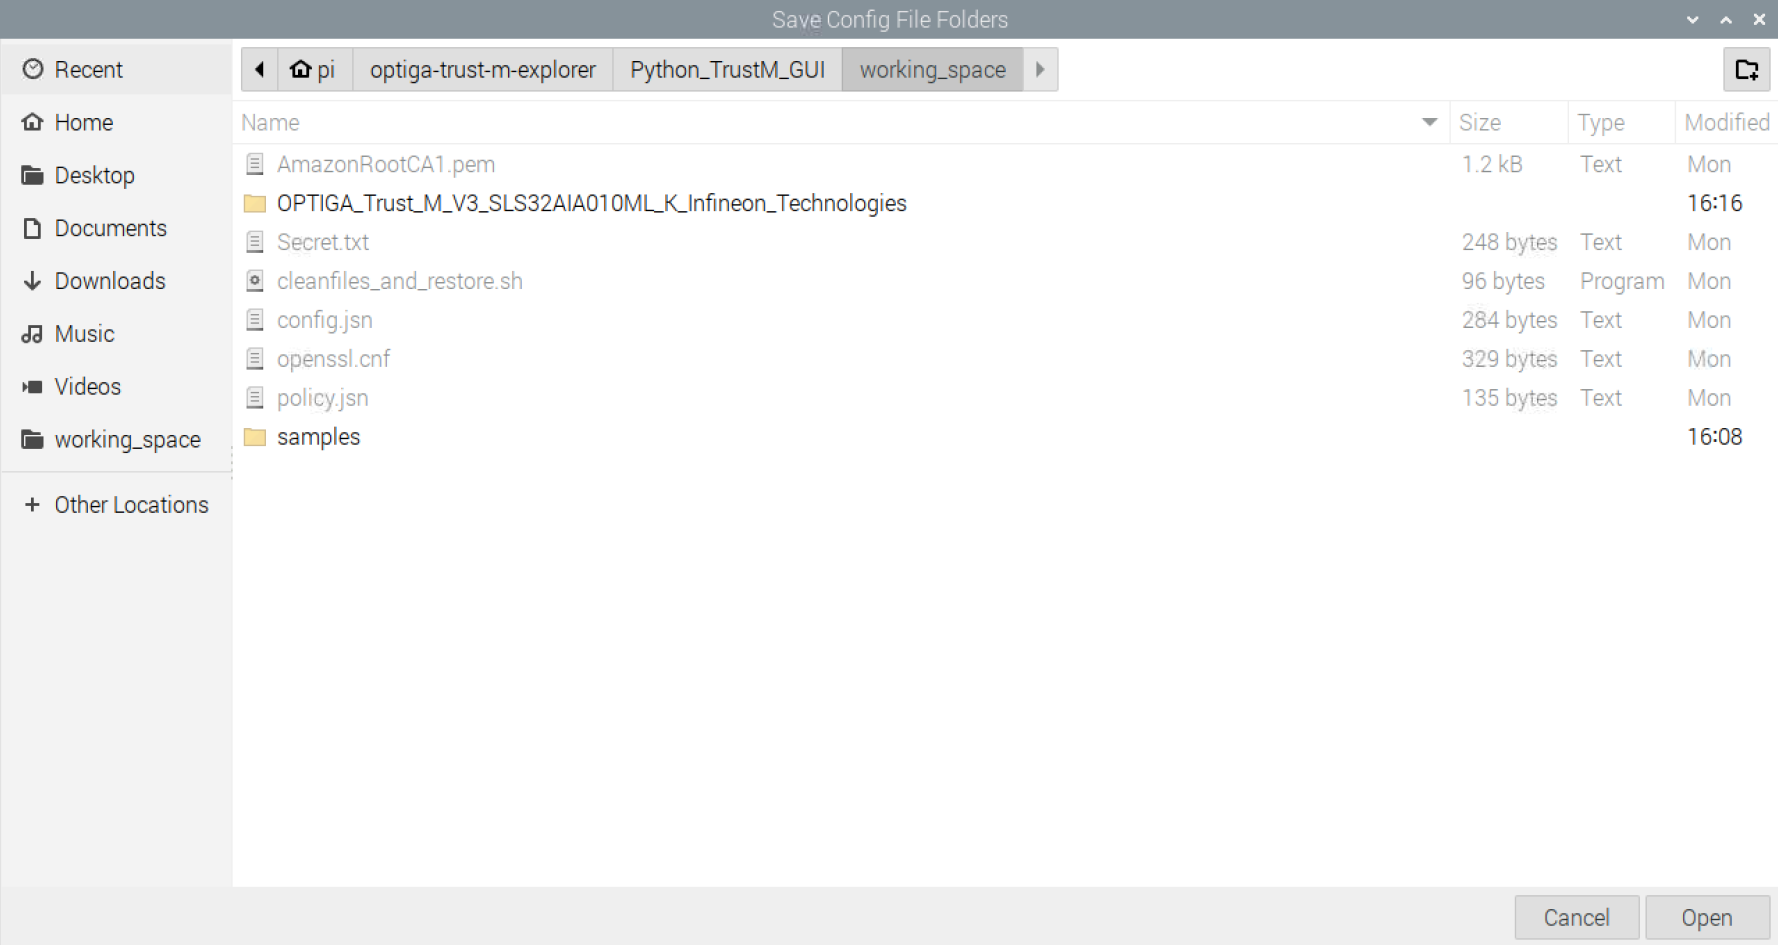 Save Config File Folders
Recent
Home
Desktop
Documents
Downloads
Music
Videos
working_space
Other Locations
pi optiga-trust-m-explorer Python_TrustM_GUI working_space
Name Size Type Modified
AmazonRootCA1.pem 1.2 kB Text Mon
OPTIGA_Trust_M_V3_SLS32AIA010ML_K_Infineon_Technologies 16:16
Secret.txt 248 bytes Text Mon
cleanfiles_and_restore.sh 96 bytes Program Mon
config.jsn 284 bytes Text Mon
openssl.cnf 329 bytes Text Mon
policy.jsn 135 bytes Text Mon
samples 16:08
Cancel Open